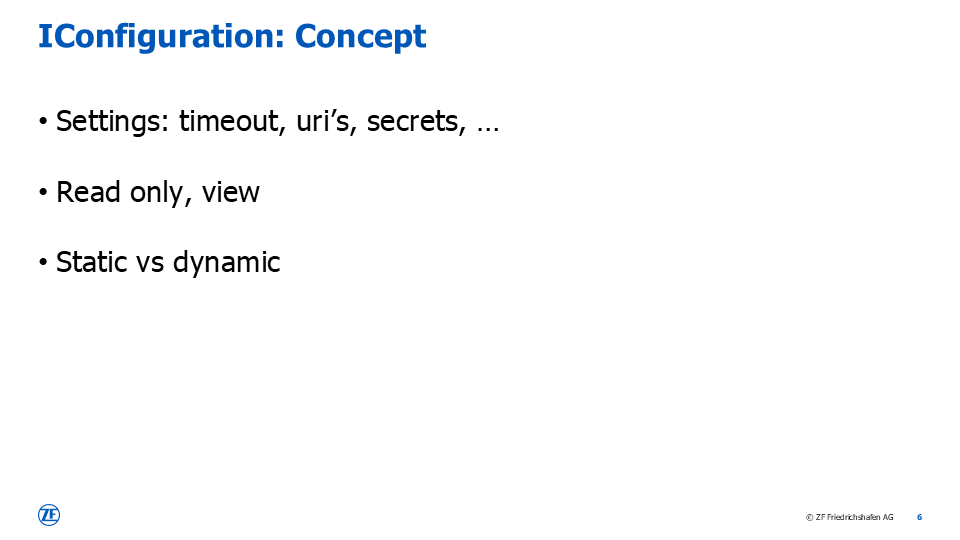 IConfiguration: Concept
• Settings: timeout, uri’s, secrets, …
• Read only, view
• Static vs dynamic
ZF
© ZF Friedrichshafen AG 6